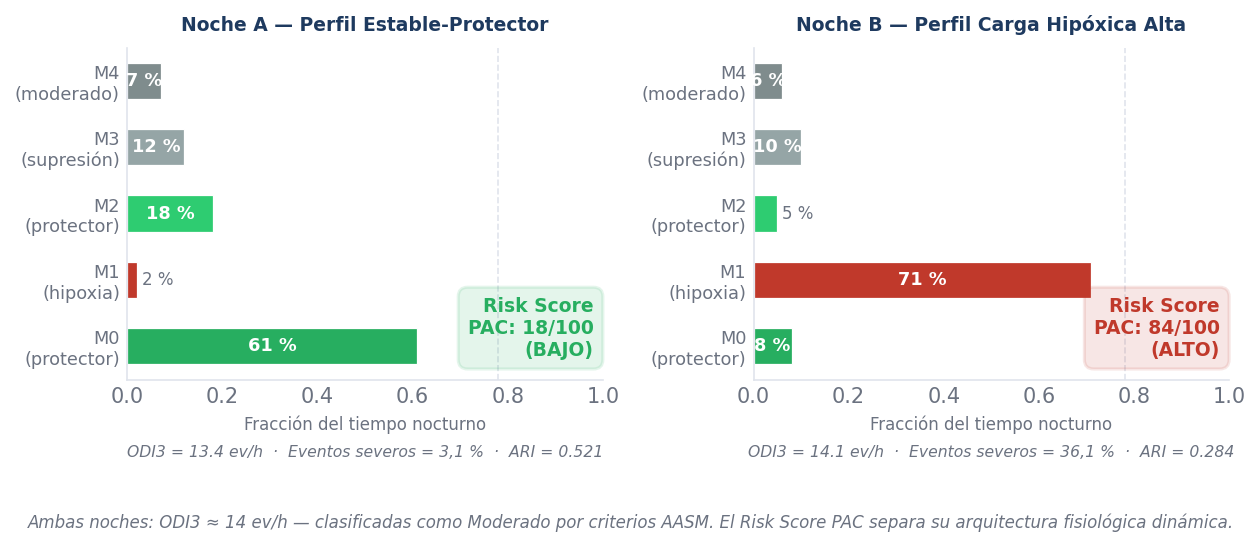 Noche A — Perfil Estable-Protector
M4
(moderado)
7 %
M3
(supresión)
12 %
M2
(protector)
18 %
M1
(hipoxia)
2 %
M0
(protector)
61 %
Risk Score
PAC: 18/100
(BAJO)
0.0 0.2 0.4 0.6 0.8 1.0
Fracción del tiempo nocturno
ODI3 = 13.4 ev/h · Eventos severos = 3,1 % · ARI = 0.521
Noche B — Perfil Carga Hipóxica Alta
M4
(moderado)
6 %
M3
(supresión)
10 %
M2
(protector)
5 %
M1
(hipoxia)
71 %
M0
(protector)
8 %
Risk Score
PAC: 84/100
(ALTO)
0.0 0.2 0.4 0.6 0.8 1.0
Fracción del tiempo nocturno
ODI3 = 14.1 ev/h · Eventos severos = 36,1 % · ARI = 0.284
Ambas noches: ODI3 ≈ 14 ev/h — clasificadas como Moderado por criterios AASM. El Risk Score PAC separa su arquitectura fisiológica dinámica.